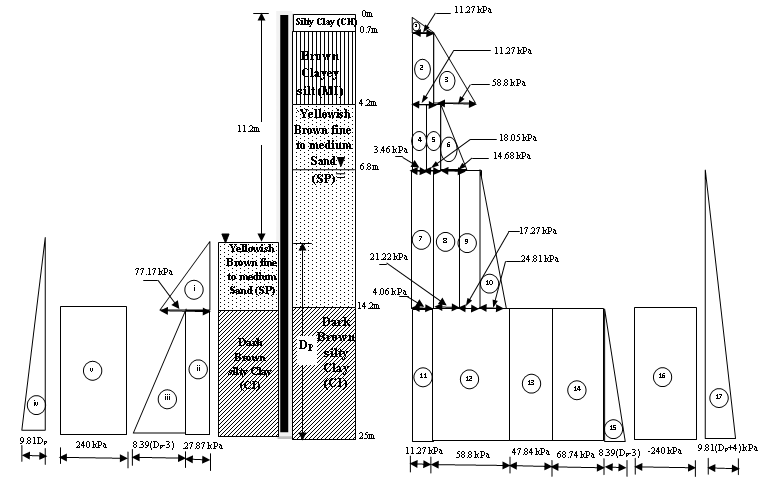 0m
Silty Clay (CH)
0.7m
Brown
Clayey
silt (MI)
4.2m
Yellowish
Brown fine
to medium
Sand
(SP)
6.8m
14.2m
Dark
Brown
silty
Clay
(CI)
25m
11.2m
DP
Yellowish
Brown fine
to medium
Sand (SP)
Dark
Brown
silty Clay
(CI)
77.17 kPa
i
ii
iii
iv
v
9.81DP
240 kPa
8.39(DP-3)
27.87 kPa
11.27 kPa
2
11.27 kPa
3
58.8 kPa
4
5
6
18.05 kPa
3.46 kPa
14.68 kPa
7
8
9
17.27 kPa
21.22 kPa
10
24.81 kPa
4.06 kPa
11
12
13
14
15
16
17
11.27 kPa
58.8 kPa
47.84 kPa
68.74 kPa
8.39(DP-3)
-240 kPa
9.81(DP+4) kPa